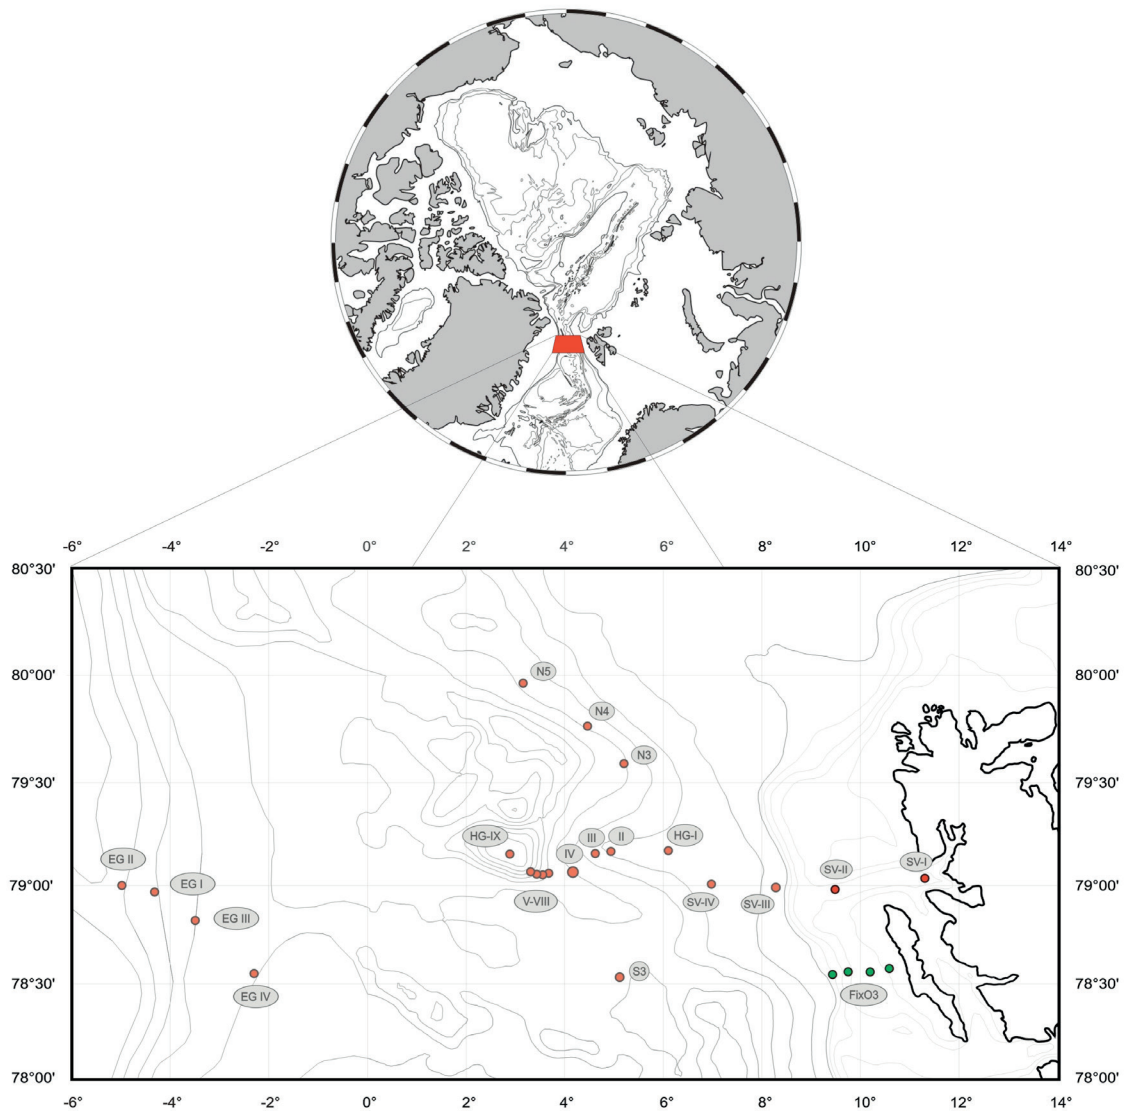 -6° -4° -2° 0° 2° 4° 6° 8° 10° 12° 14°
80°30' 80°30'
N5
80°00' 80°00'
N4
N3
79°30' 79°30'
HG-IX III II HG-I
EG II IV SV-II SV-I
79°00' EG I 79°00'
V-VIII SV-IV SV-III
EG III
S3
78°30' 78°30'
EG IV FixO3
78°00' 78°00'
-6° -4° -2° 0° 2° 4° 6° 8° 10° 12° 14°